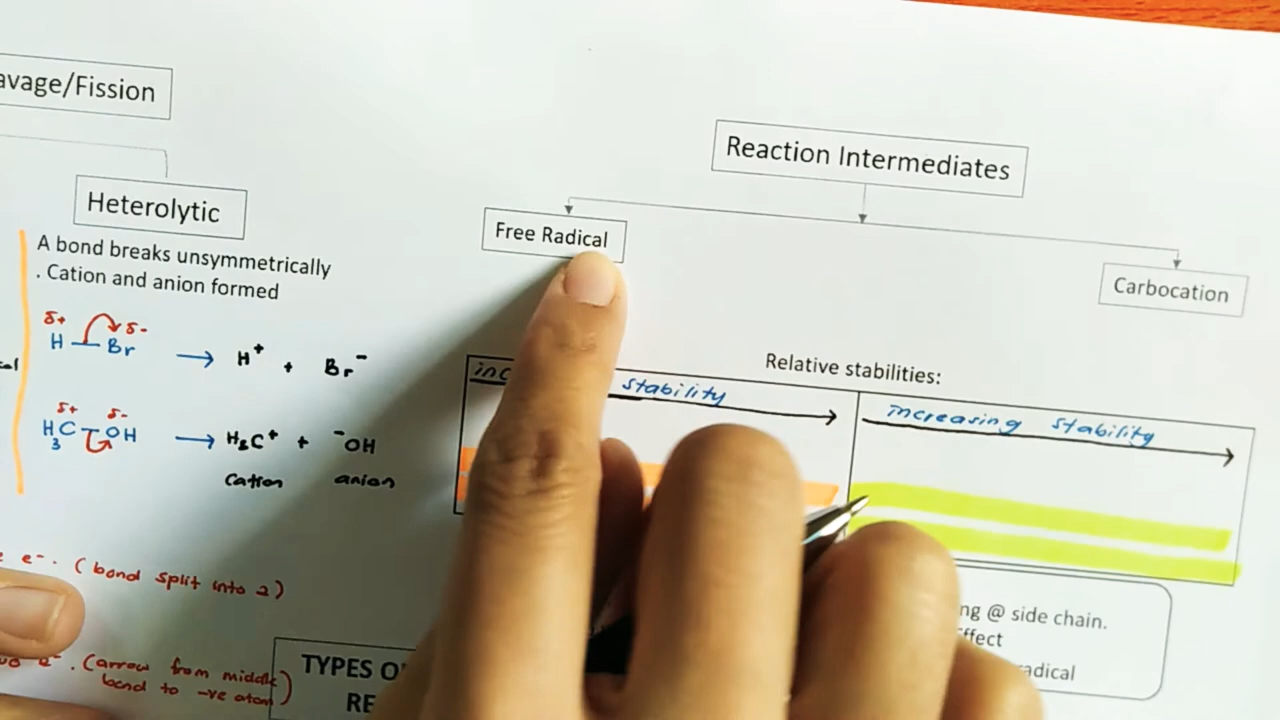 avage/Fission
Heterolytic
A bond breaks unsymmetrically
. Cation and anion formed
δ+ δ-
H — Br → H⁺ + Br⁻
δ+ δ-
H₃C — OH → H₃C⁺ + ⁻OH
Cation anion
e⁻. (bond split into 2)
e⁻. (arrow from middle
bond to -ve atom)
TYPES O
RE
Reaction Intermediates
Free Radical
Carbocation
Relative stabilities:
inc stability
increasing stability
ng @ side chain.
ffect
radical